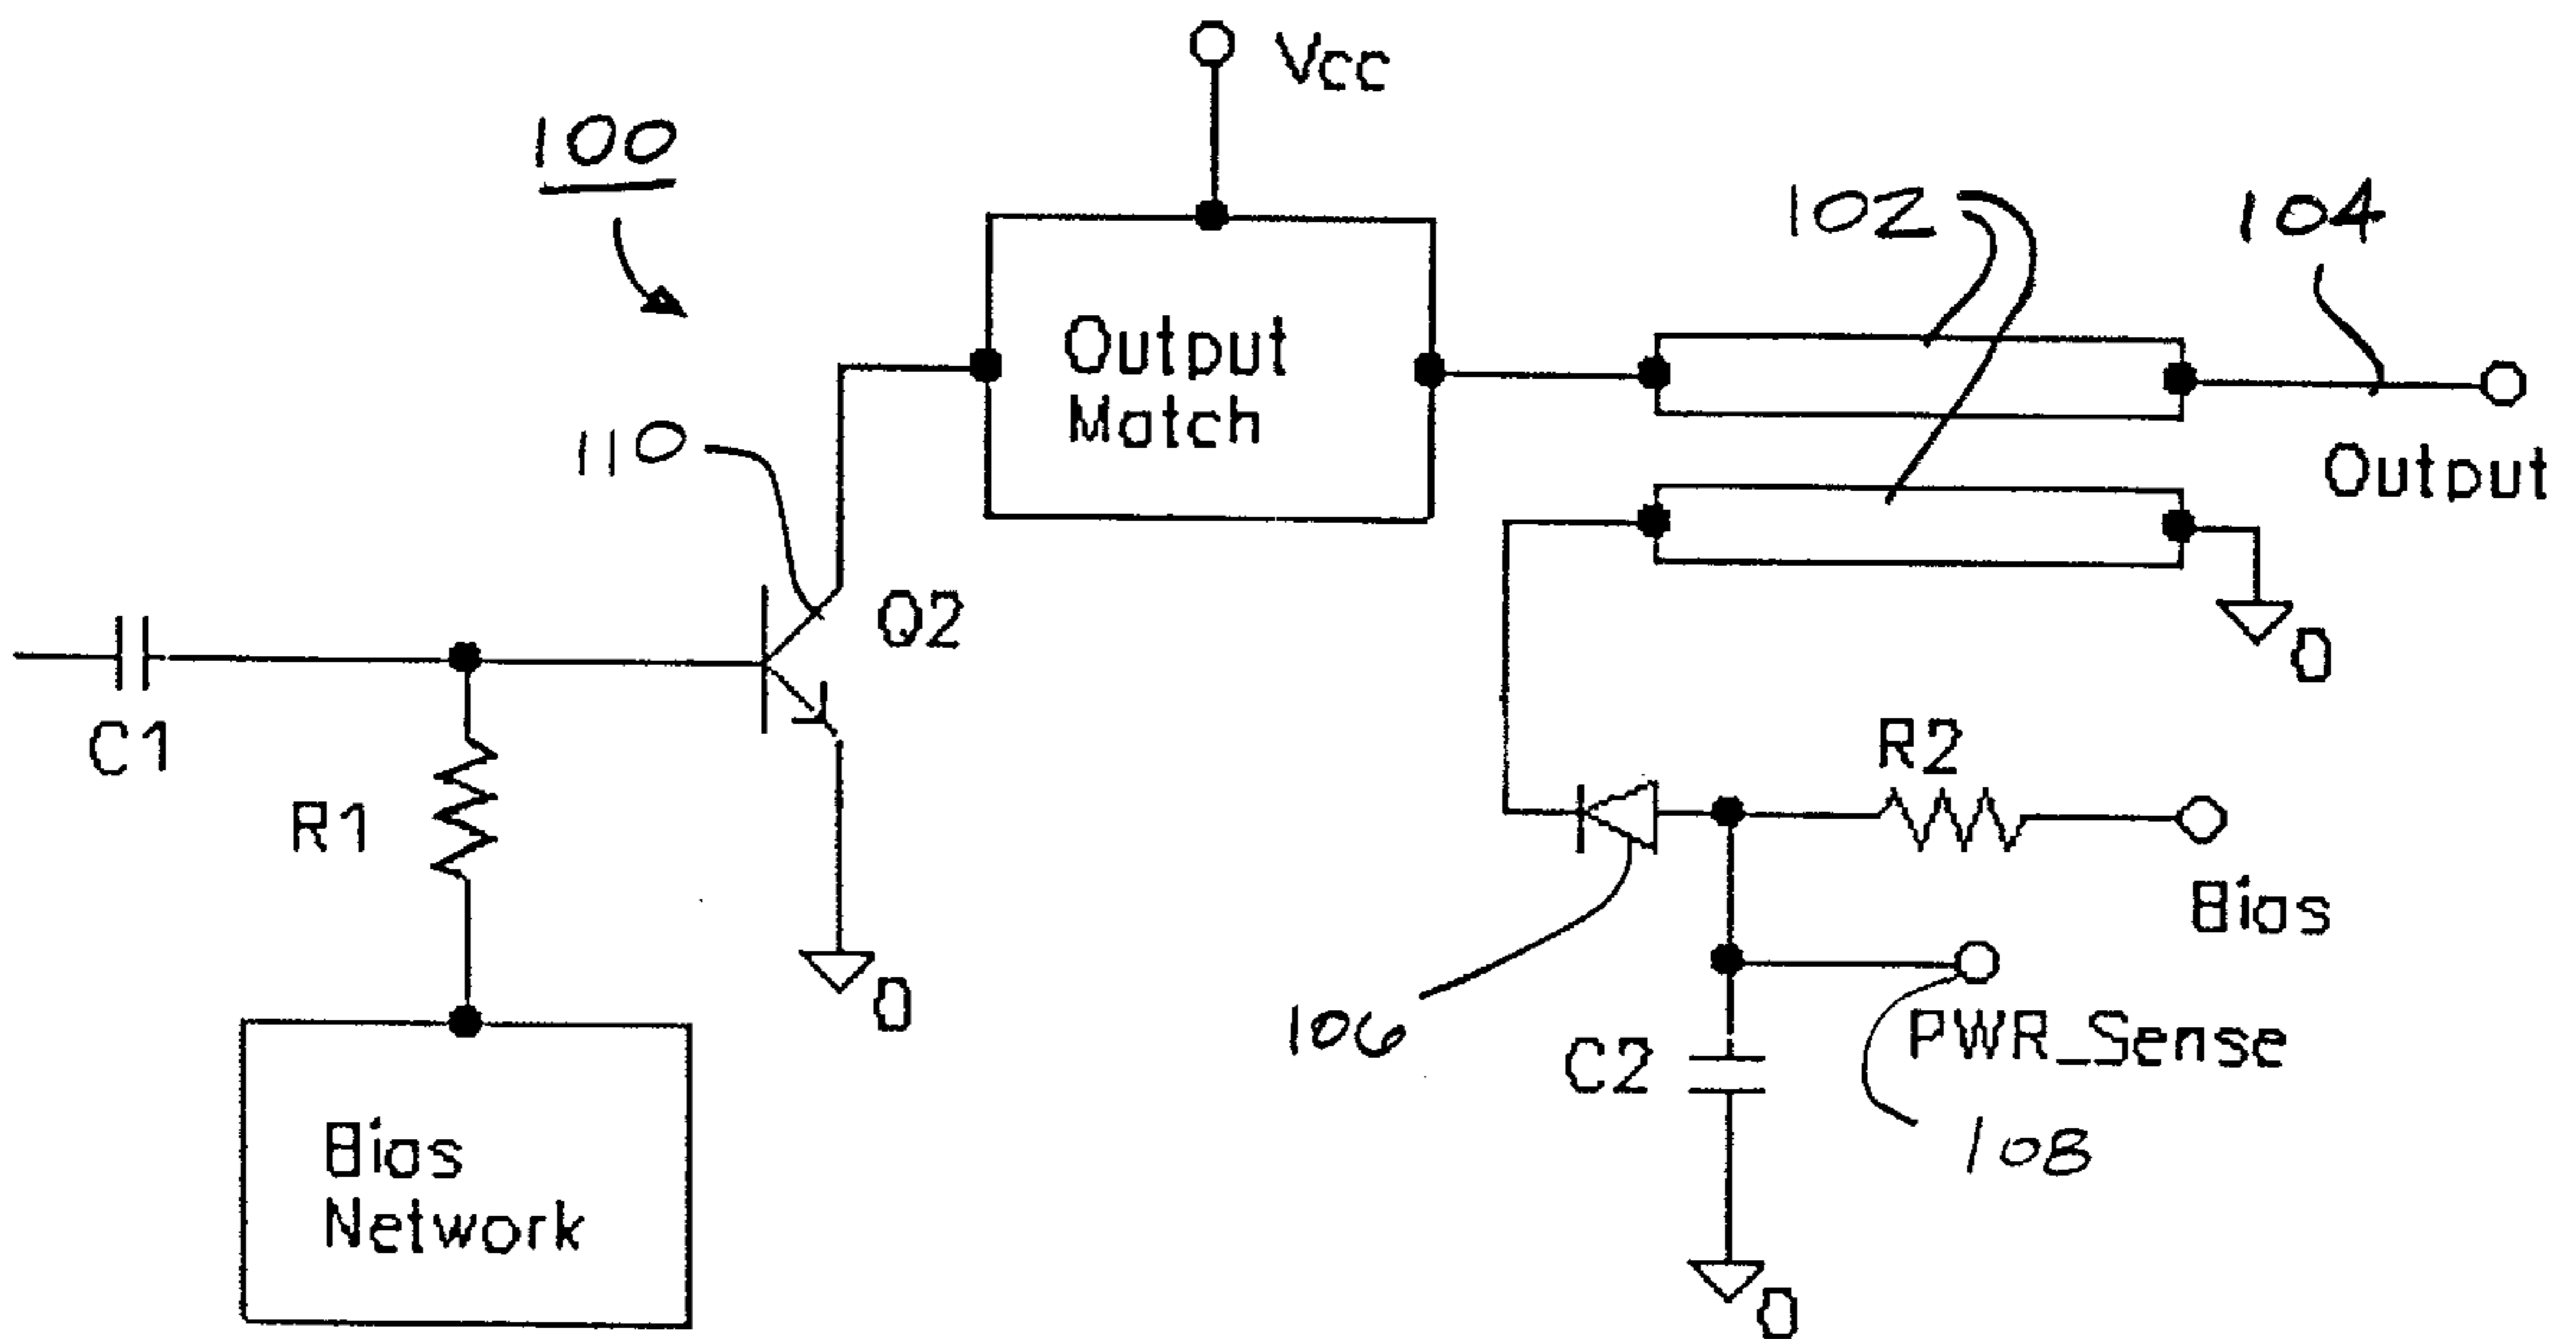 Vcc
100
102
104
Output
Match
110
Output
Q2
0
C1
R2
R1
Bias
0
106
PWR_Sense
C2
108
Bias
Network
0